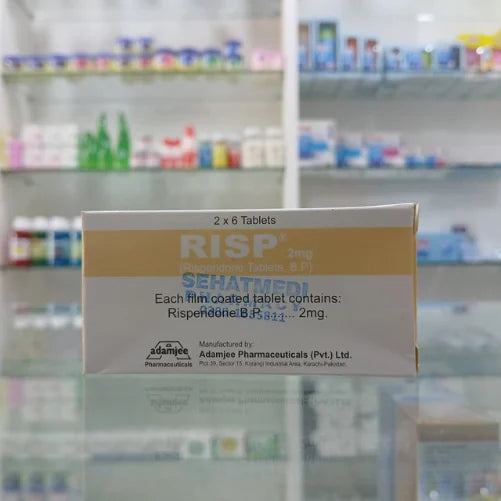 2 x 6 Tablets
RISP 2mg
(Risperidone Tablets, B.P)
SEHATMEDI
PHARMACY
Each film coated tablet contains:
Risperidone B.P. ....... 2mg.
Manufactured by:
adamjee Adamjee Pharmaceuticals (Pvt.) Ltd.
Pharmaceuticals Plot 39, Sector 15, Korangi Industrial Area, Karachi-Pakistan.